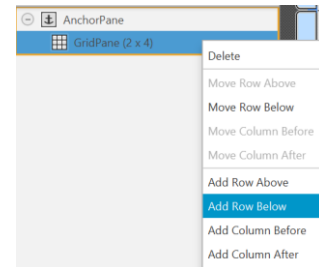 AnchorPane
GridPane (2 x 4)
Delete
Move Row Above
Move Row Below
Move Column Before
Move Column After
Add Row Above
Add Row Below
Add Column Before
Add Column After